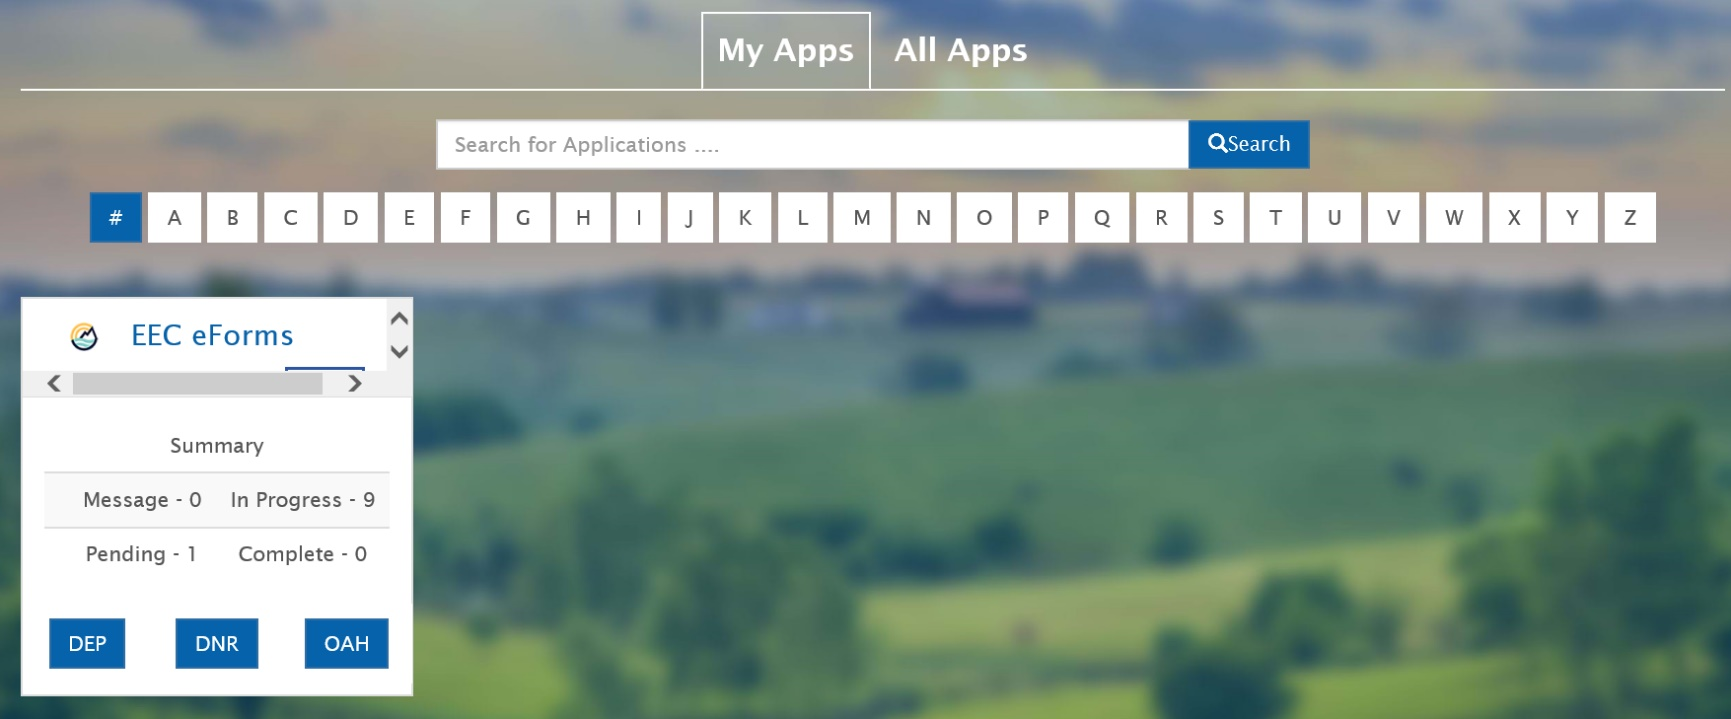 My Apps All Apps
Search for Applications ....
Search
# A B C D E F G H I J K L M N O P Q R S T U V W X Y Z
EEC eForms
Summary
Message - 0 In Progress - 9
Pending - 1 Complete - 0
DEP DNR OAH